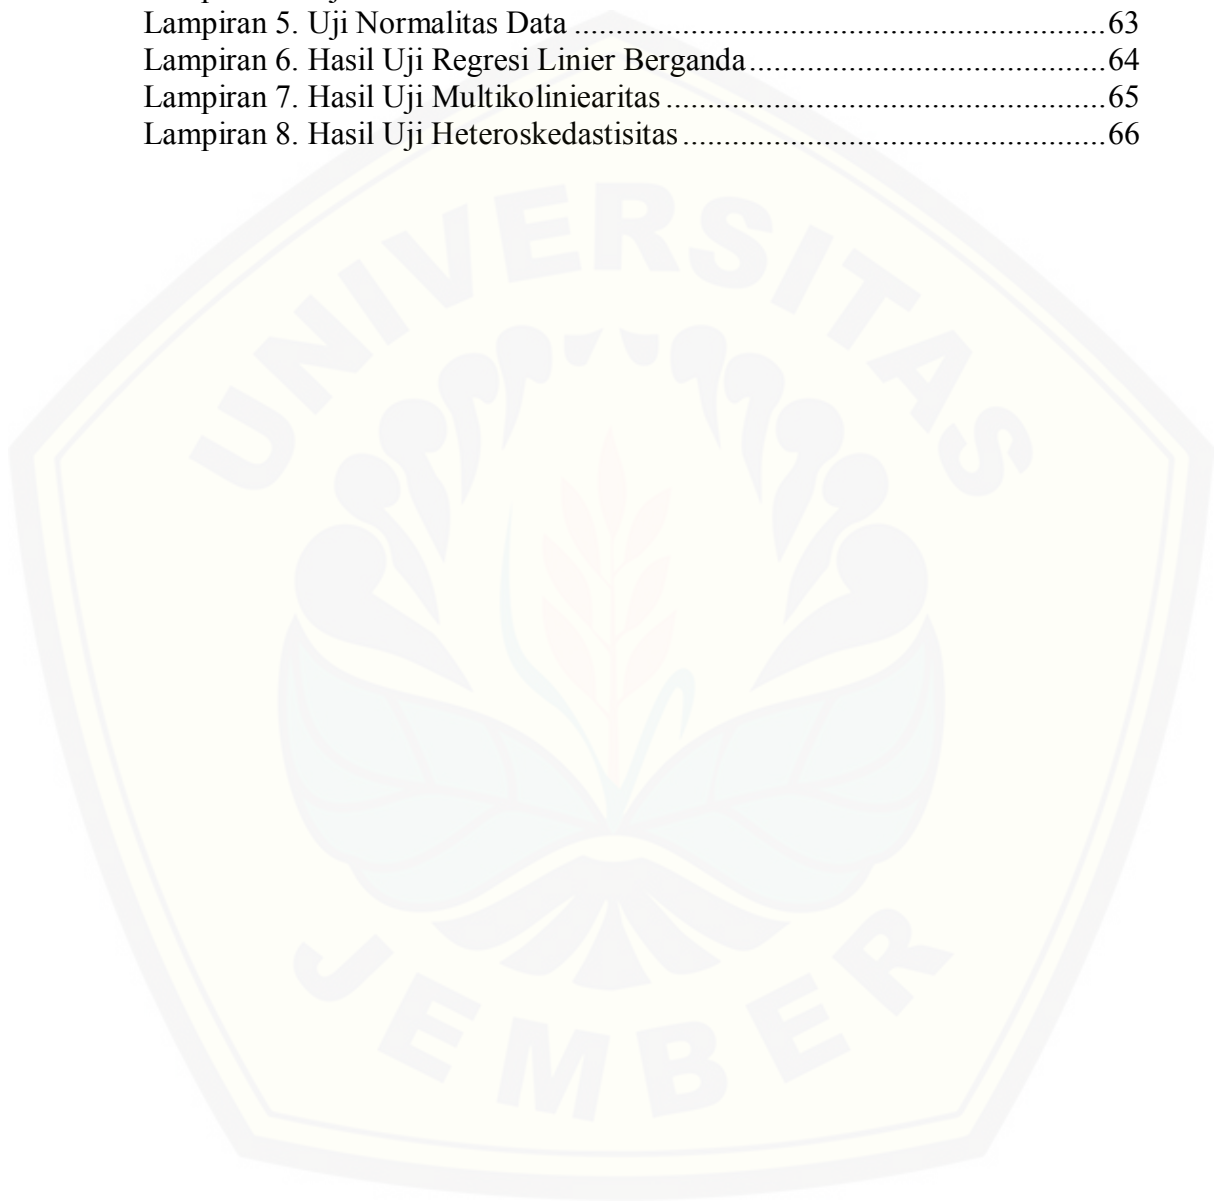 Lampiran 5. Uji Normalitas Data ................................................................... 63
Lampiran 6. Hasil Uji Regresi Linier Berganda ............................................. 64
Lampiran 7. Hasil Uji Multikoliniearitas ........................................................ 65
Lampiran 8. Hasil Uji Heteroskedastisitas ...................................................... 66
UNIVERSITAS
JEMBER